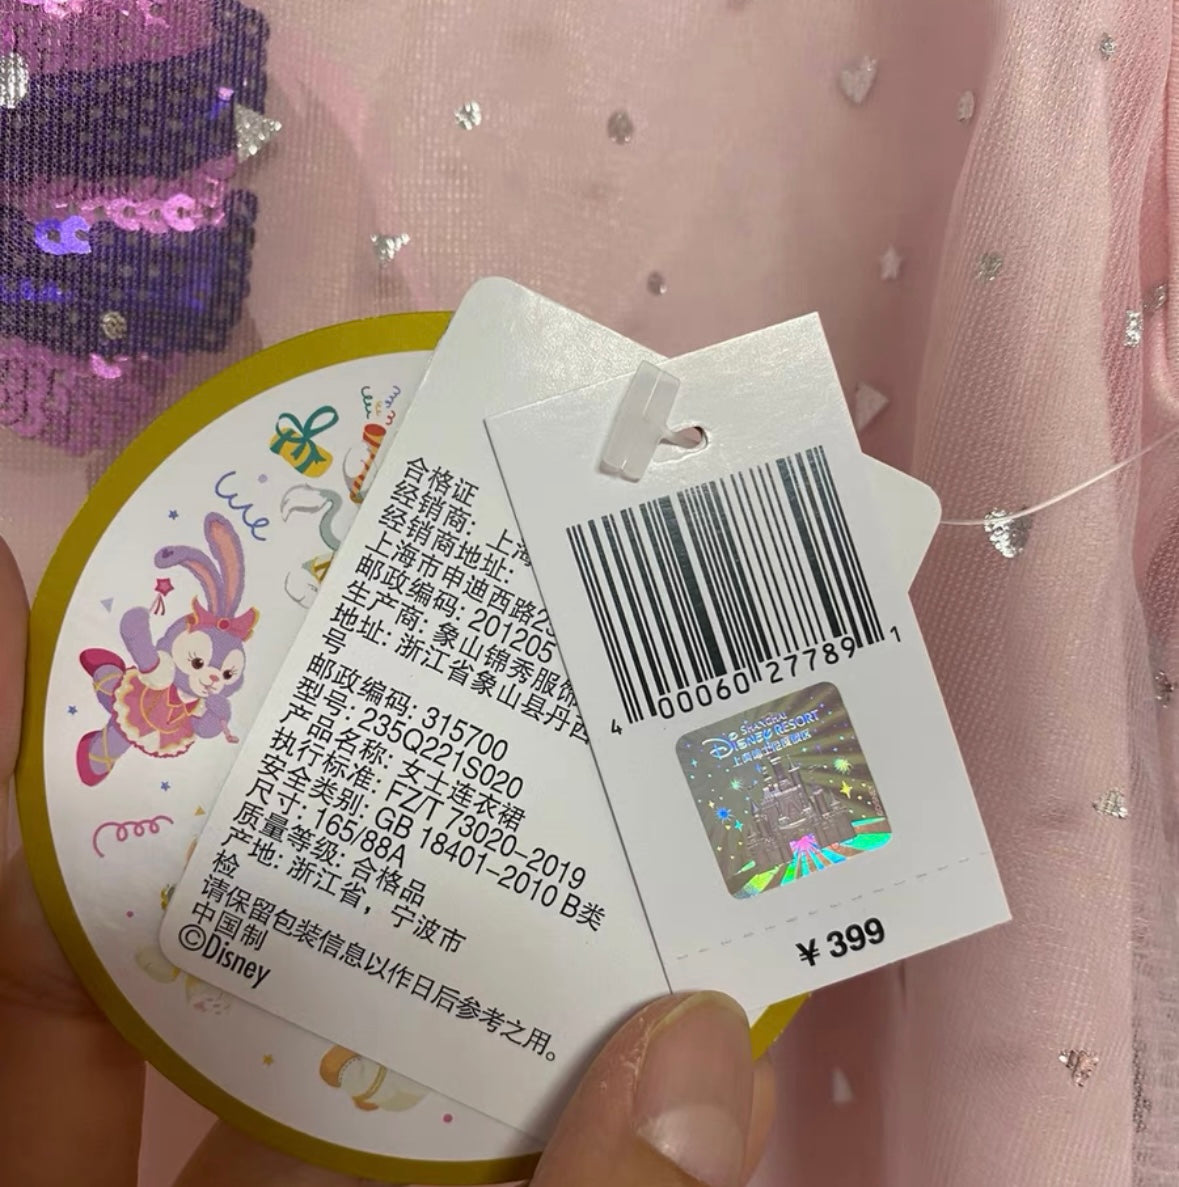 合格证
经销商: 上海
经销商地址:
上海市申迪西路25
邮政编码: 201205
生产商: 象山锦秀服饰
地址: 浙江省象山县丹西
号
邮政编码: 315700
型号: 235Q221S020
产品名称: 女士连衣裙
执行标准: FZ/T 73020-2019
安全类别: GB 18401-2010 B类
尺寸: 165/88A
质量等级: 合格品
检
产地: 浙江省，宁波市
请保留包装信息以作日后参考之用。
中国制
©Disney
4 00060 27789 1
SHANGHAI
DISNEY RESORT
上海迪士尼度假区
¥399